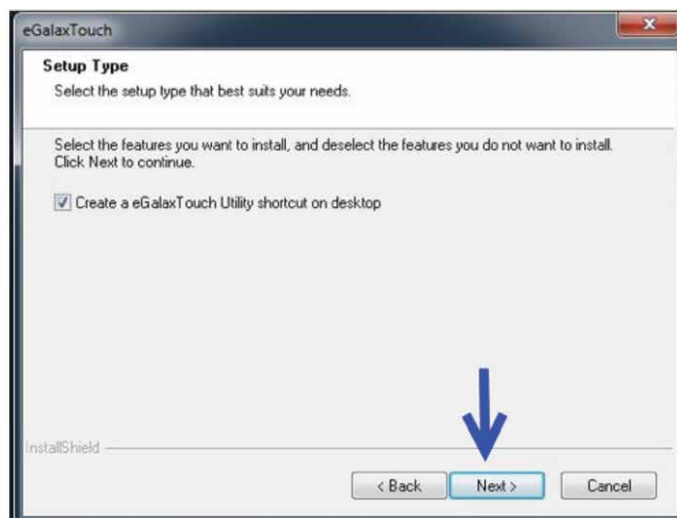 eGalaxTouch
Setup Type
Select the setup type that best suits your needs.
Select the features you want to install, and deselect the features you do not want to install.
Click Next to continue.
Create a eGalaxTouch Utility shortcut on desktop
InstallShield
< Back Next > Cancel